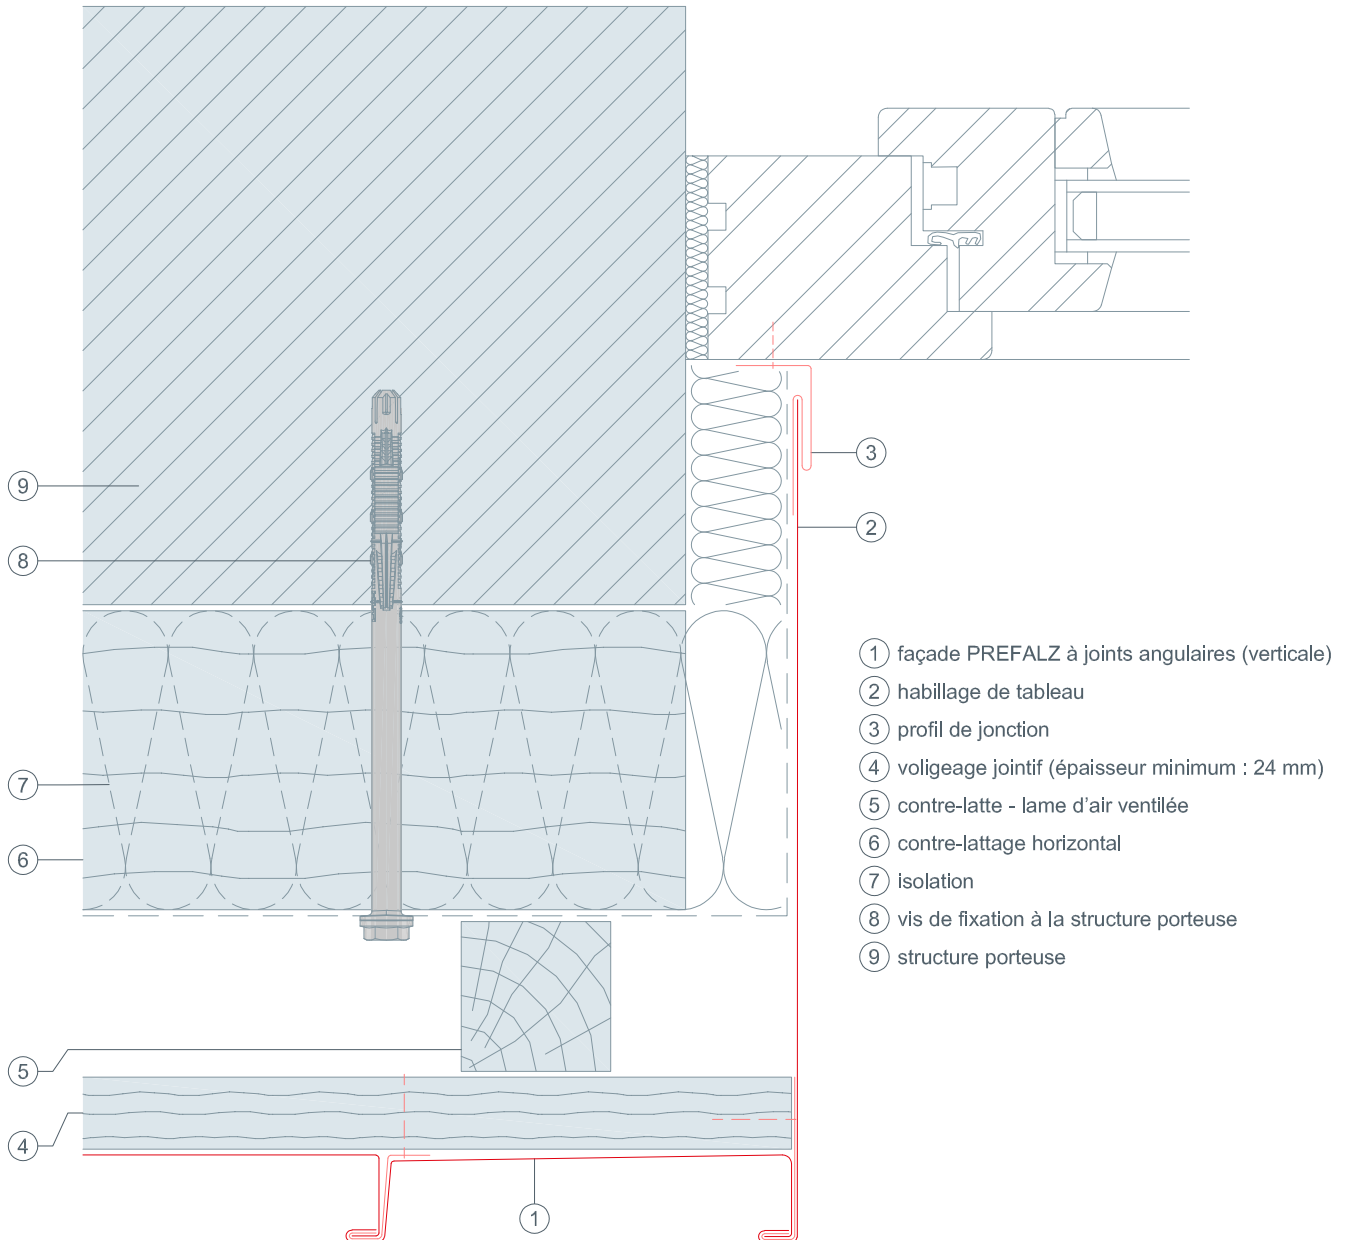 9
8
7
6
5
4
3
2
1
1 façade PREFALZ à joints angulaires (verticale)
2 habillage de tableau
3 profil de jonction
4 voligeage jointif (épaisseur minimum : 24 mm)
5 contre-latte - lame d'air ventilée
6 contre-lattage horizontal
7 isolation
8 vis de fixation à la structure porteuse
9 structure porteuse